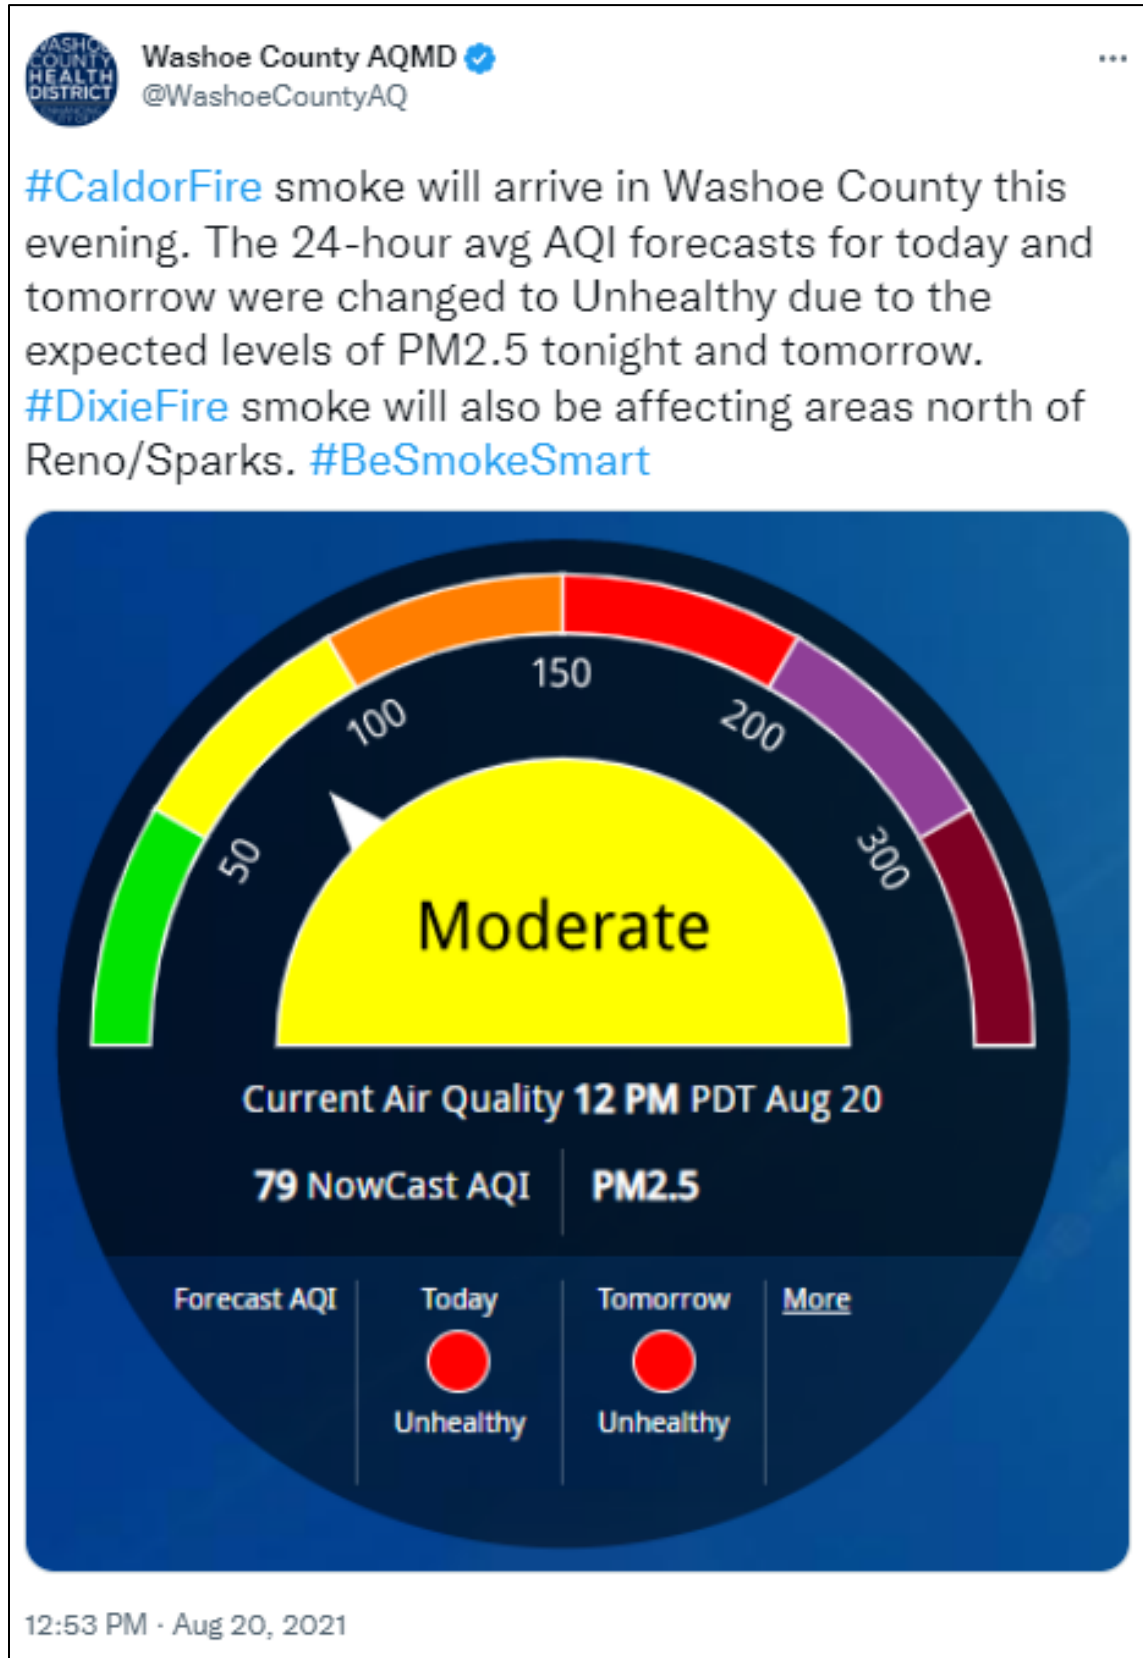 WASHOE
COUNTY
HEALTH
DISTRICT
Washoe County AQMD
@WashoeCountyAQ
#CaldorFire smoke will arrive in Washoe County this
evening. The 24-hour avg AQI forecasts for today and
tomorrow were changed to Unhealthy due to the
expected levels of PM2.5 tonight and tomorrow.
#DixieFire smoke will also be affecting areas north of
Reno/Sparks. #BeSmokeSmart
50
100
150
200
300
Moderate
Current Air Quality 12 PM PDT Aug 20
79 NowCast AQI PM2.5
Forecast AQI Today Tomorrow More
Unhealthy Unhealthy
12:53 PM · Aug 20, 2021